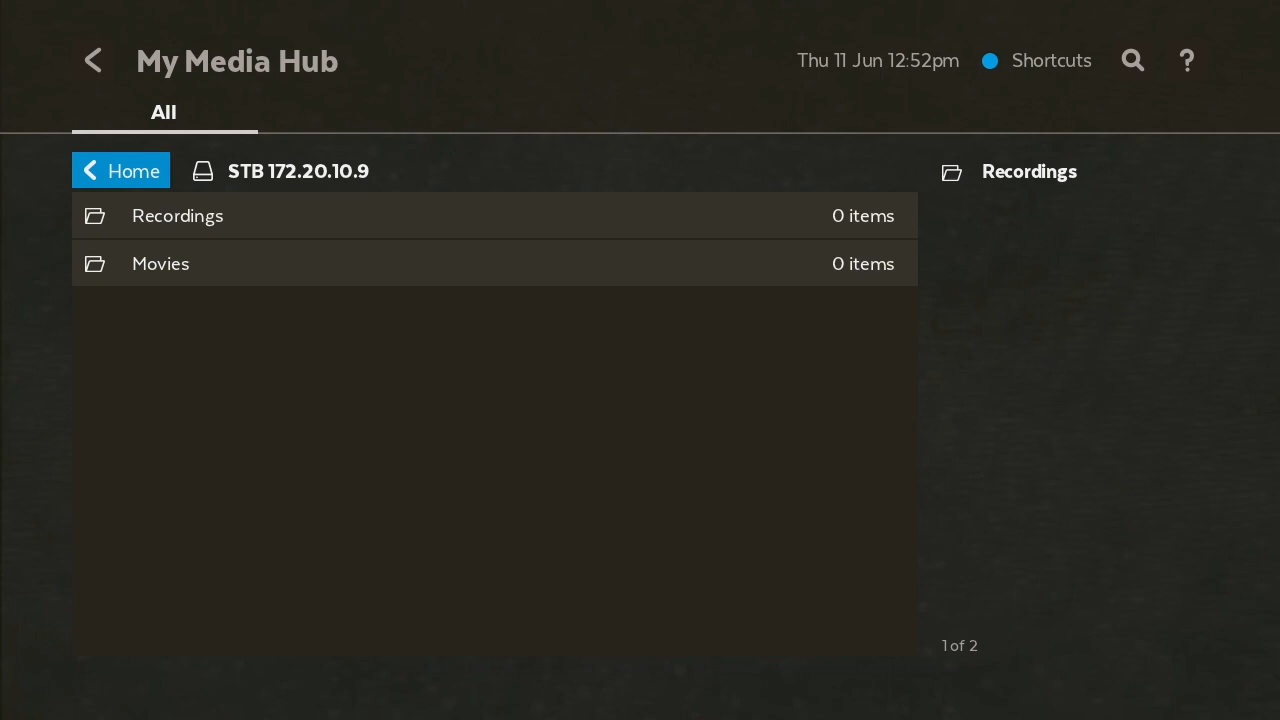 My Media Hub
Thu 11 Jun 12:52pm
Shortcuts
?
All
Home
STB 172.20.10.9
Recordings
Recordings 0 items
Movies 0 items
1 of 2